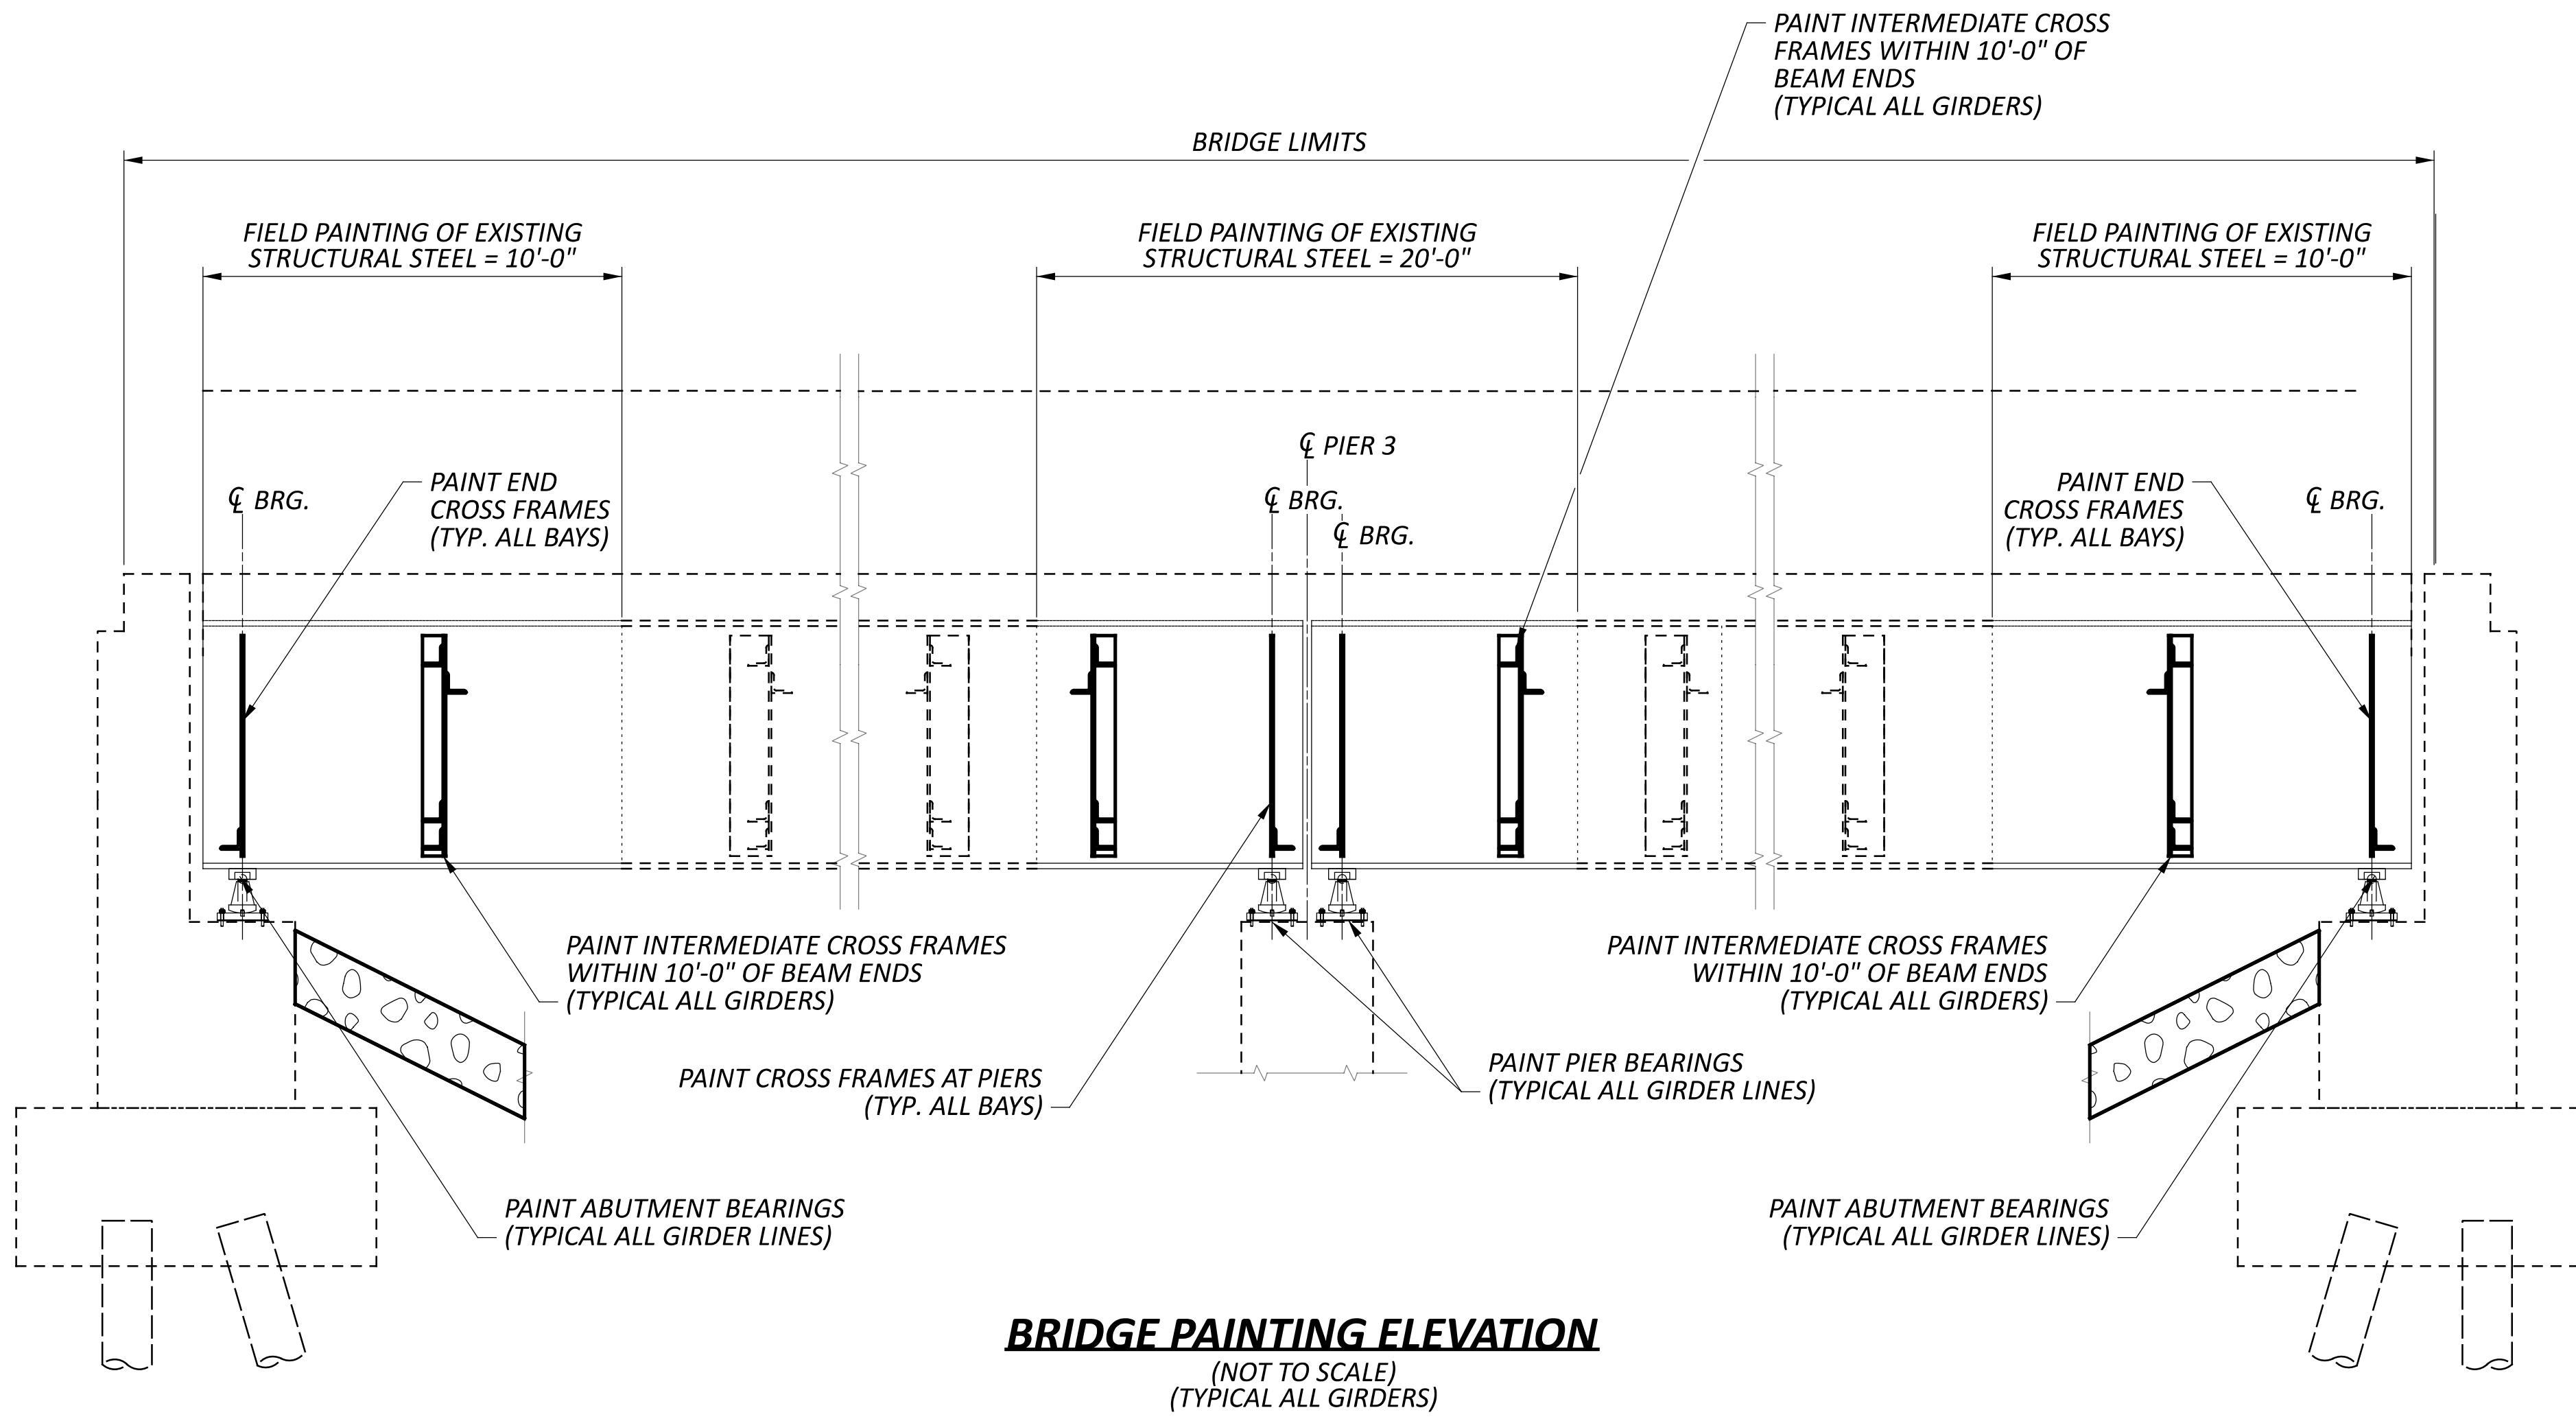 PAINT INTERMEDIATE CROSS
FRAMES WITHIN 10'-0" OF
BEAM ENDS
(TYPICAL ALL GIRDERS)
BRIDGE LIMITS
FIELD PAINTING OF EXISTING
STRUCTURAL STEEL = 10'-0"
FIELD PAINTING OF EXISTING
STRUCTURAL STEEL = 20'-0"
FIELD PAINTING OF EXISTING
STRUCTURAL STEEL = 10'-0"
℄ PIER 3
℄ BRG.
PAINT END
CROSS FRAMES
(TYP. ALL BAYS)
℄ BRG.
℄ BRG.
PAINT END
CROSS FRAMES
(TYP. ALL BAYS)
℄ BRG.
PAINT INTERMEDIATE CROSS FRAMES
WITHIN 10'-0" OF BEAM ENDS
(TYPICAL ALL GIRDERS)
PAINT INTERMEDIATE CROSS FRAMES
WITHIN 10'-0" OF BEAM ENDS
(TYPICAL ALL GIRDERS)
PAINT CROSS FRAMES AT PIERS
(TYP. ALL BAYS)
PAINT PIER BEARINGS
(TYPICAL ALL GIRDER LINES)
PAINT ABUTMENT BEARINGS
(TYPICAL ALL GIRDER LINES)
PAINT ABUTMENT BEARINGS
(TYPICAL ALL GIRDER LINES)
BRIDGE PAINTING ELEVATION
(NOT TO SCALE)
(TYPICAL ALL GIRDERS)